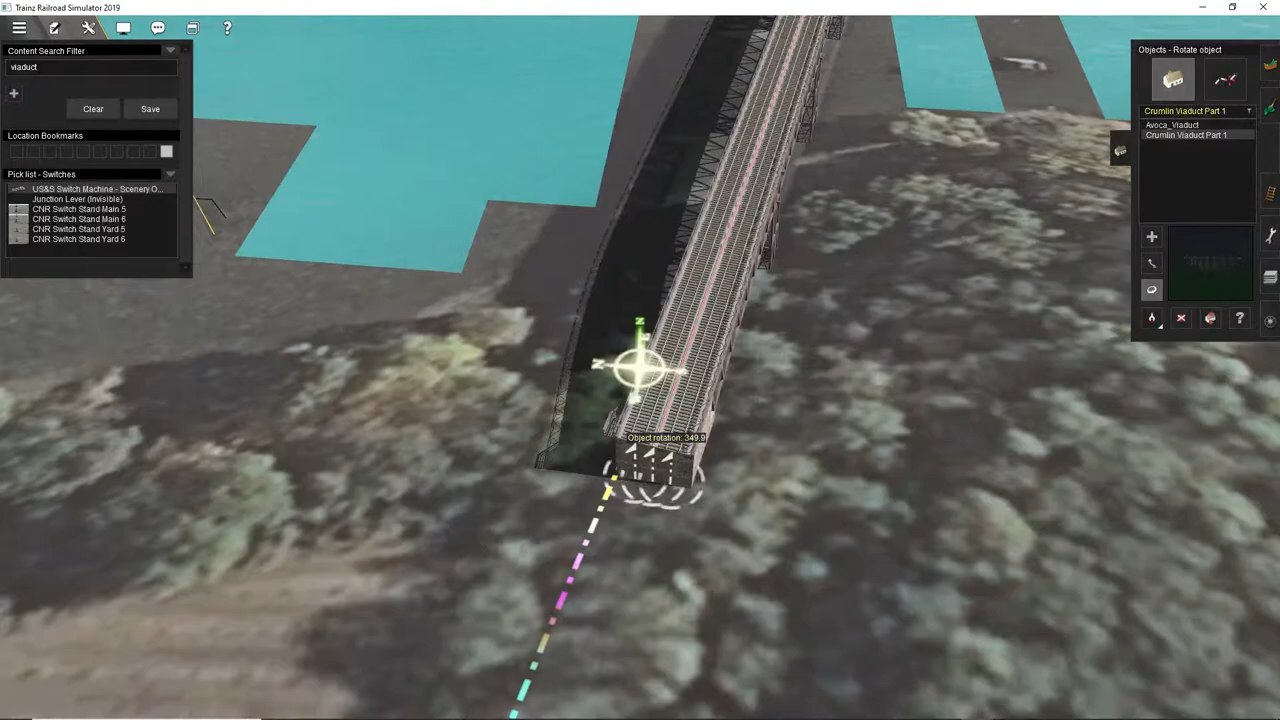 Trainz Railroad Simulator 2019
Content Search Filter
viaduct
Clear
Save
Location Bookmarks
Pick list - Switches
US&S Switch Machine - Scenery O...
Junction Lever (Invisible)
CNR Switch Stand Main 5
CNR Switch Stand Main 6
CNR Switch Stand Yard 5
CNR Switch Stand Yard 6
N
Object rotation: 349.9
Objects - Rotate object
Crumlin Viaduct Part 1
Avoca_Viaduct
Crumlin Viaduct Part 1